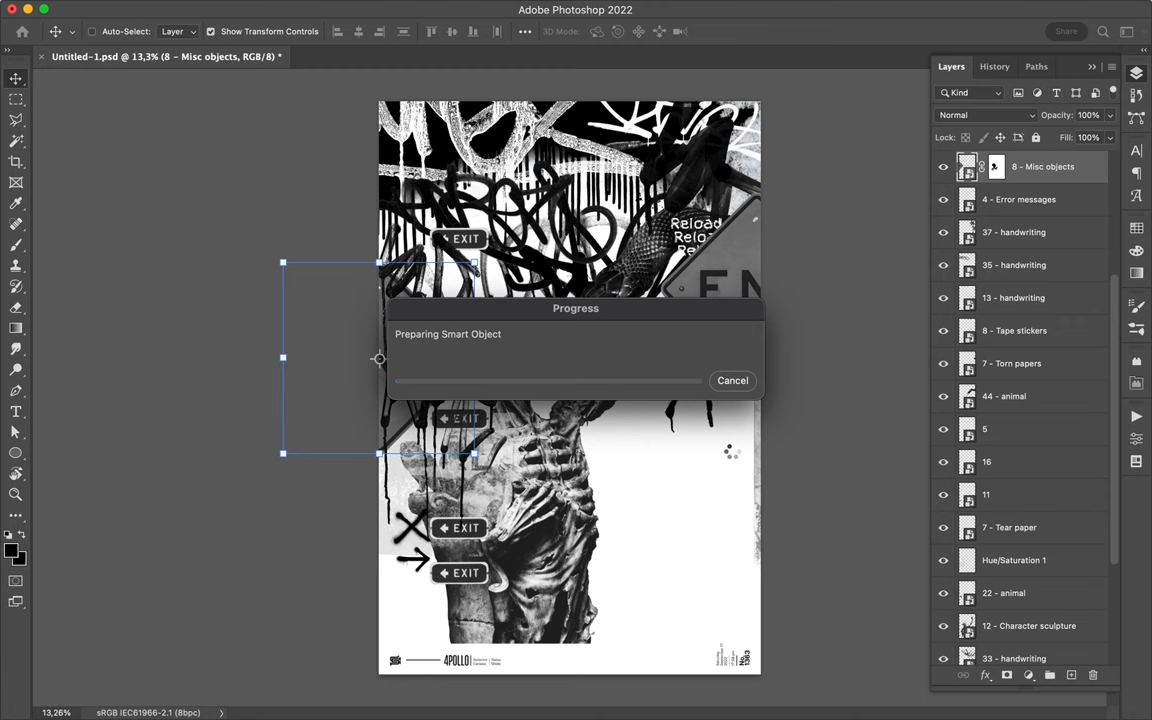 Adobe Photoshop 2022
Auto-Select: Layer Show Transform Controls 3D Mode: Share
Untitled-1.psd @ 13,3% (8 - Misc objects, RGB/8) *
Layers History Paths
Kind
Normal Opacity: 100%
Lock: Fill: 100%
8 - Misc objects
4 - Error messages
37 - handwriting
35 - handwriting
13 - handwriting
8 - Tape stickers
7 - Torn papers
44 - animal
5
16
11
7 - Tear paper
Hue/Saturation 1
22 - animal
12 - Character sculpture
33 - handwriting
Reload
EXIT
EN
Progress
Preparing Smart Object
Cancel
EXIT
EXIT
EXIT
4POLLO
No.
1363
13,26% sRGB IEC61966-2.1 (8bpc)